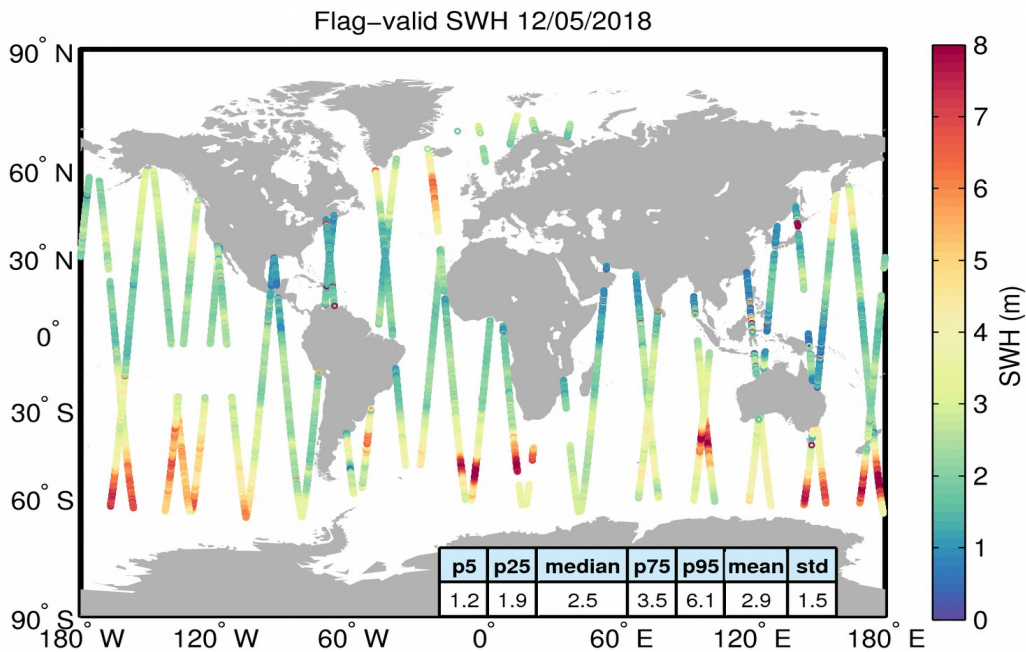 Flag−valid SWH 12/05/2018
90° N
60° N
30° N
0°
30° S
60° S
90° S
180° W
120° W
60° W
0°
60° E
120° E
180° E
p5 p25 median p75 p95 mean std
1.2 1.9 2.5 3.5 6.1 2.9 1.5
8
7
6
5
4
3
2
1
0
SWH (m)